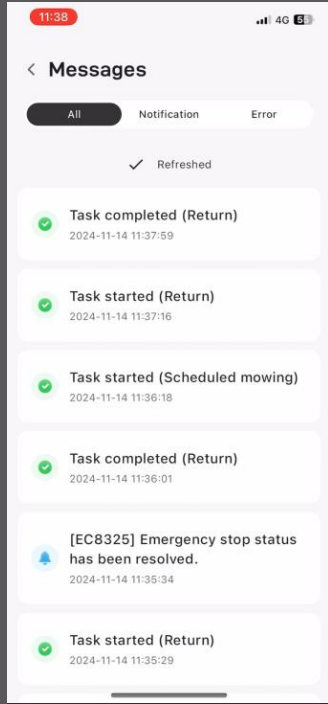 11:38
4G 55
Messages
All Notification Error
Refreshed
Task completed (Return)
2024-11-14 11:37:59
Task started (Return)
2024-11-14 11:37:16
Task started (Scheduled mowing)
2024-11-14 11:36:18
Task completed (Return)
2024-11-14 11:36:01
[EC8325] Emergency stop status
has been resolved.
2024-11-14 11:35:34
Task started (Return)
2024-11-14 11:35:29